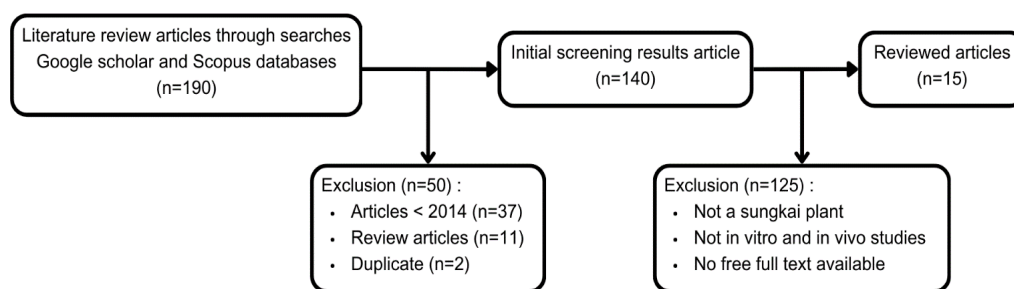 Literature review articles through searches
Google scholar and Scopus databases
(n=190)
Initial screening results article
(n=140)
Reviewed articles
(n=15)
Exclusion (n=50) :
• Articles < 2014 (n=37)
• Review articles (n=11)
• Duplicate (n=2)
Exclusion (n=125) :
• Not a sungkai plant
• Not in vitro and in vivo studies
• No free full text available